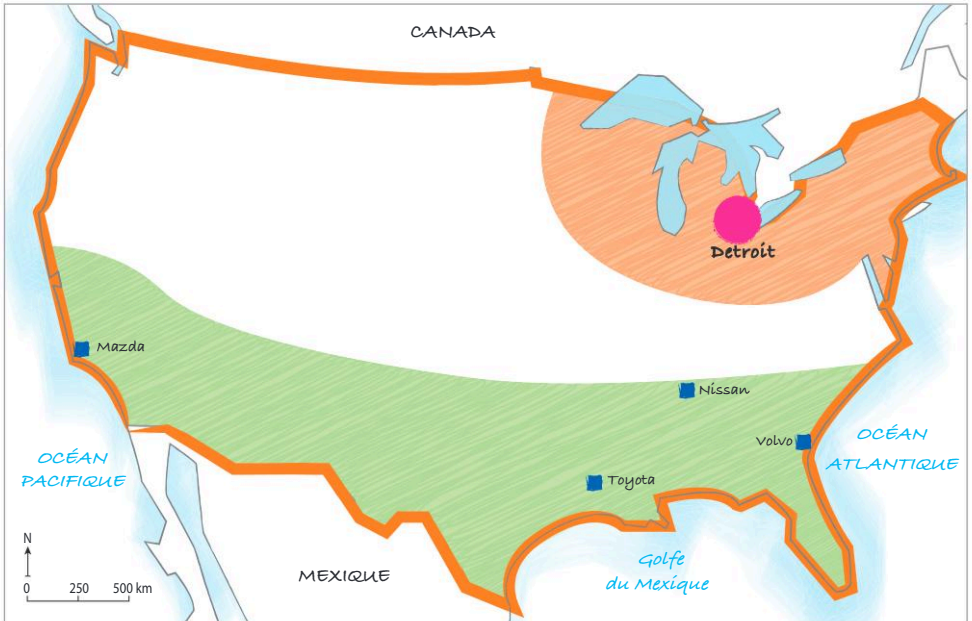 CANADA
Detroit
Mazda
Nissan
Volvo
OCÉAN
ATLANTIQUE
OCÉAN
PACIFIQUE
Toyota
N
0 250 500 km
MEXIQUE
Golfe
du Mexique